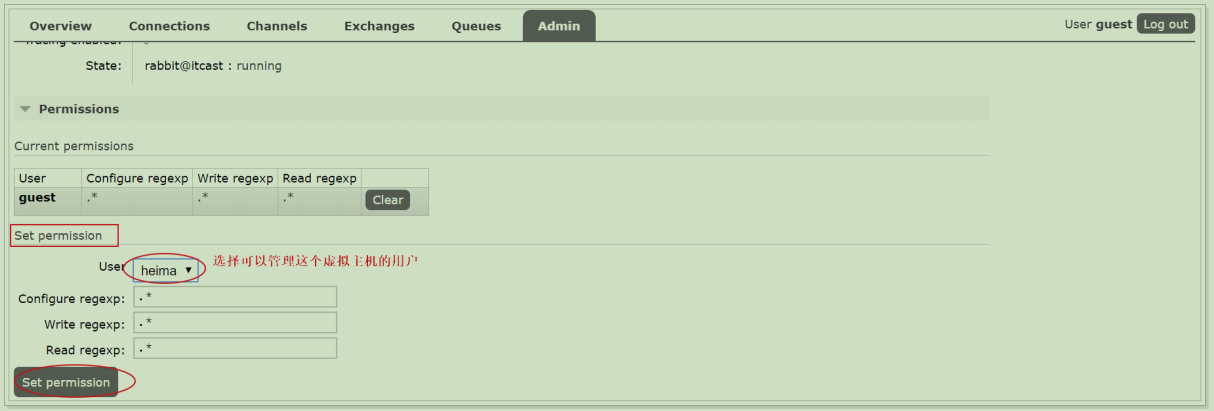 Overview Connections Channels Exchanges Queues Admin User guest Log out
Tracing enabled:
State: rabbit@itcast : running
Permissions
Current permissions
User Configure regexp Write regexp Read regexp
guest .* .* .* Clear
Set permission
User heima 选择可以管理这个虚拟主机的用户
Configure regexp: .*
Write regexp: .*
Read regexp: .*
Set permission